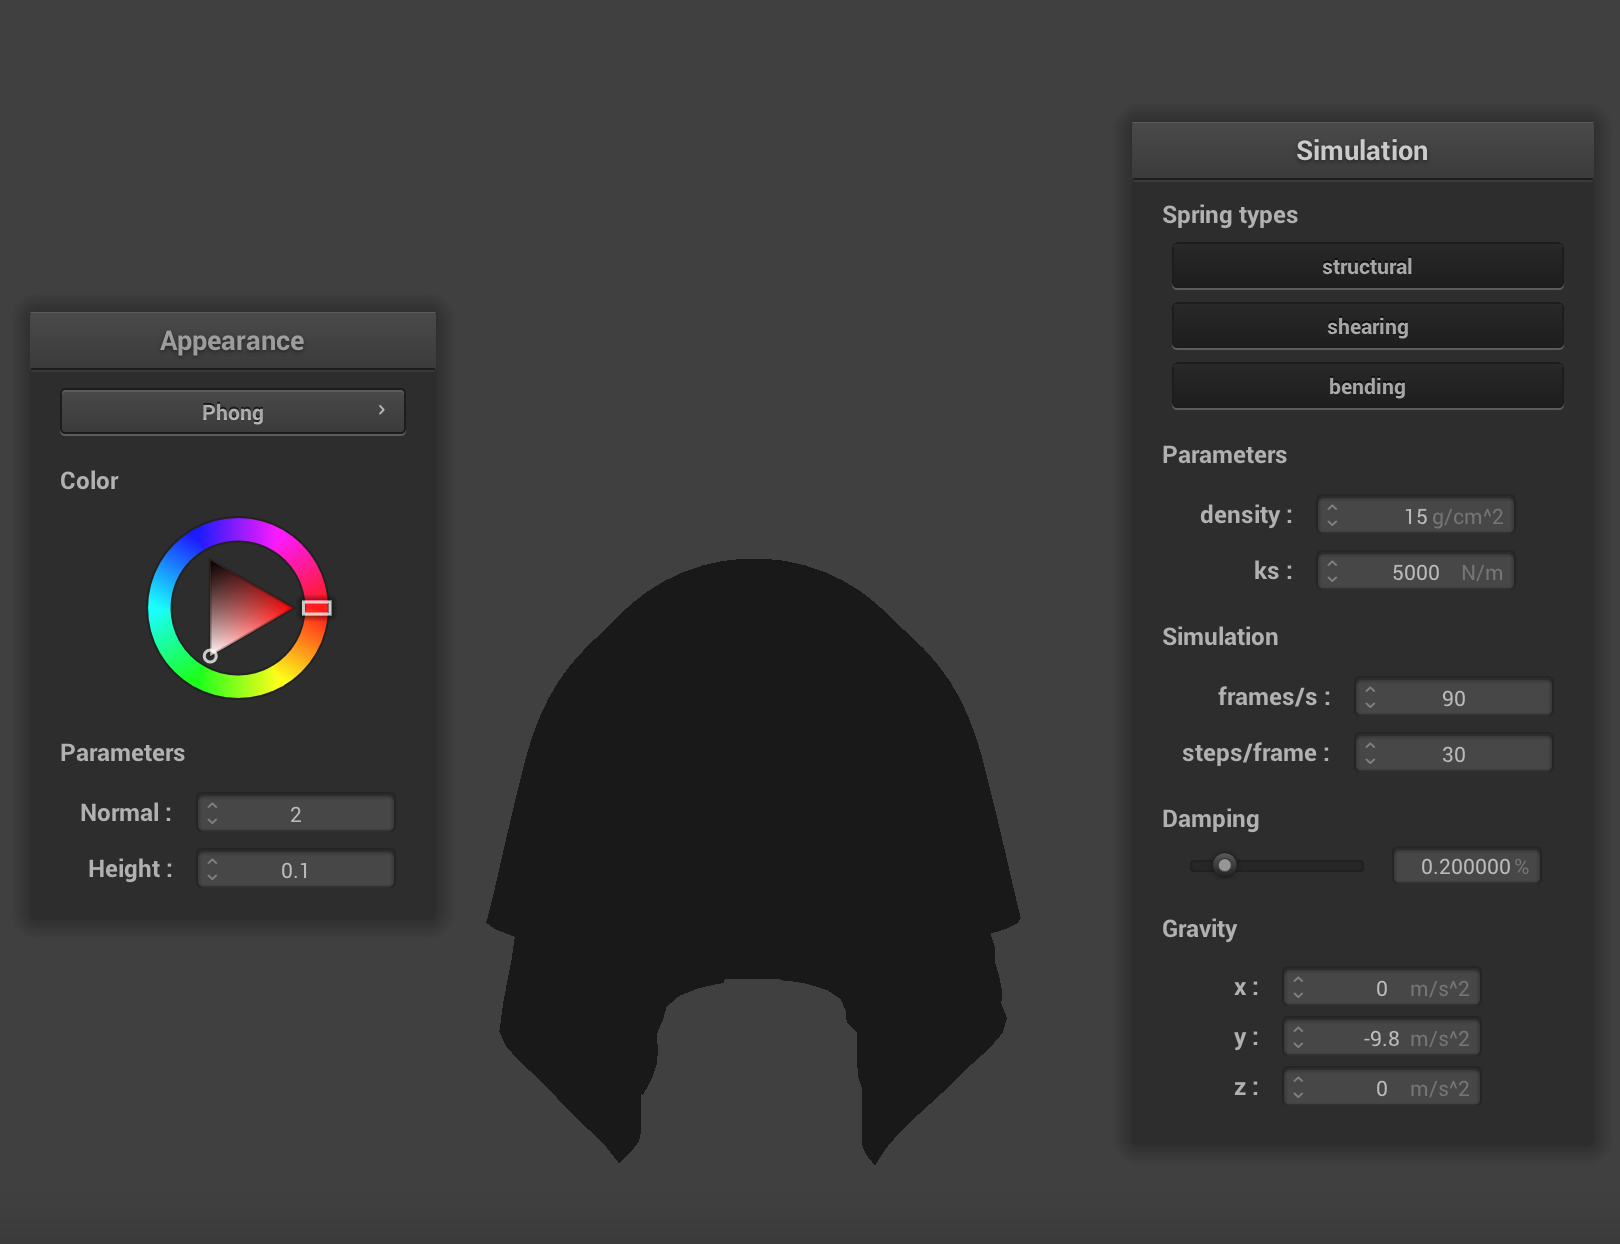 Appearance
Phong
Color
Parameters
Normal : 2
Height : 0.1
Simulation
Spring types
structural
shearing
bending
Parameters
density : 15 g/cm^2
ks : 5000 N/m
Simulation
frames/s : 90
steps/frame : 30
Damping
0.200000 %
Gravity
x : 0 m/s^2
y : -9.8 m/s^2
z : 0 m/s^2